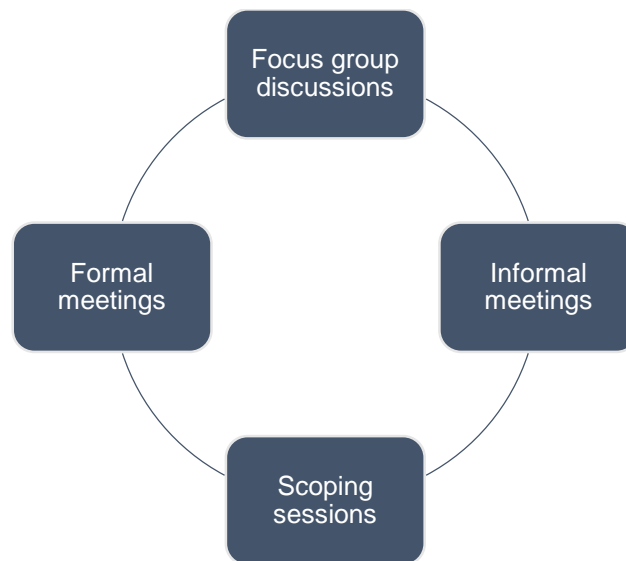 Focus group
discussions
Formal
meetings
Informal
meetings
Scoping
sessions